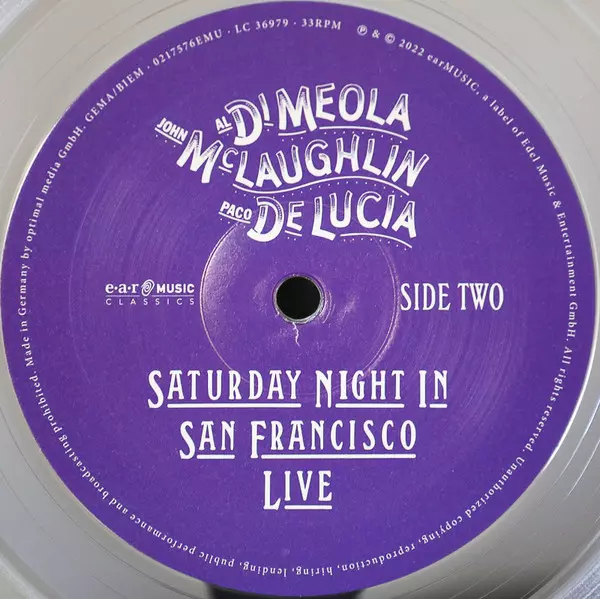 Made in Germany by optimal media GmbH. GEMA/BIEM · 0217576EMU · LC 36979 · 33RPM
℗ & © 2022 earMUSIC, a label of Edel Music & Entertainment GmbH. All rights reserved. Unauthorized copying, reproduction, hiring, lending, public performance and broadcasting prohibited.
AL DI MEOLA
JOHN McLAUGHLIN
PACO DE LUCIA
e·a·r MUSIC
CLASSICS
SIDE TWO
SATURDAY NIGHT IN
SAN FRANCISCO
LIVE